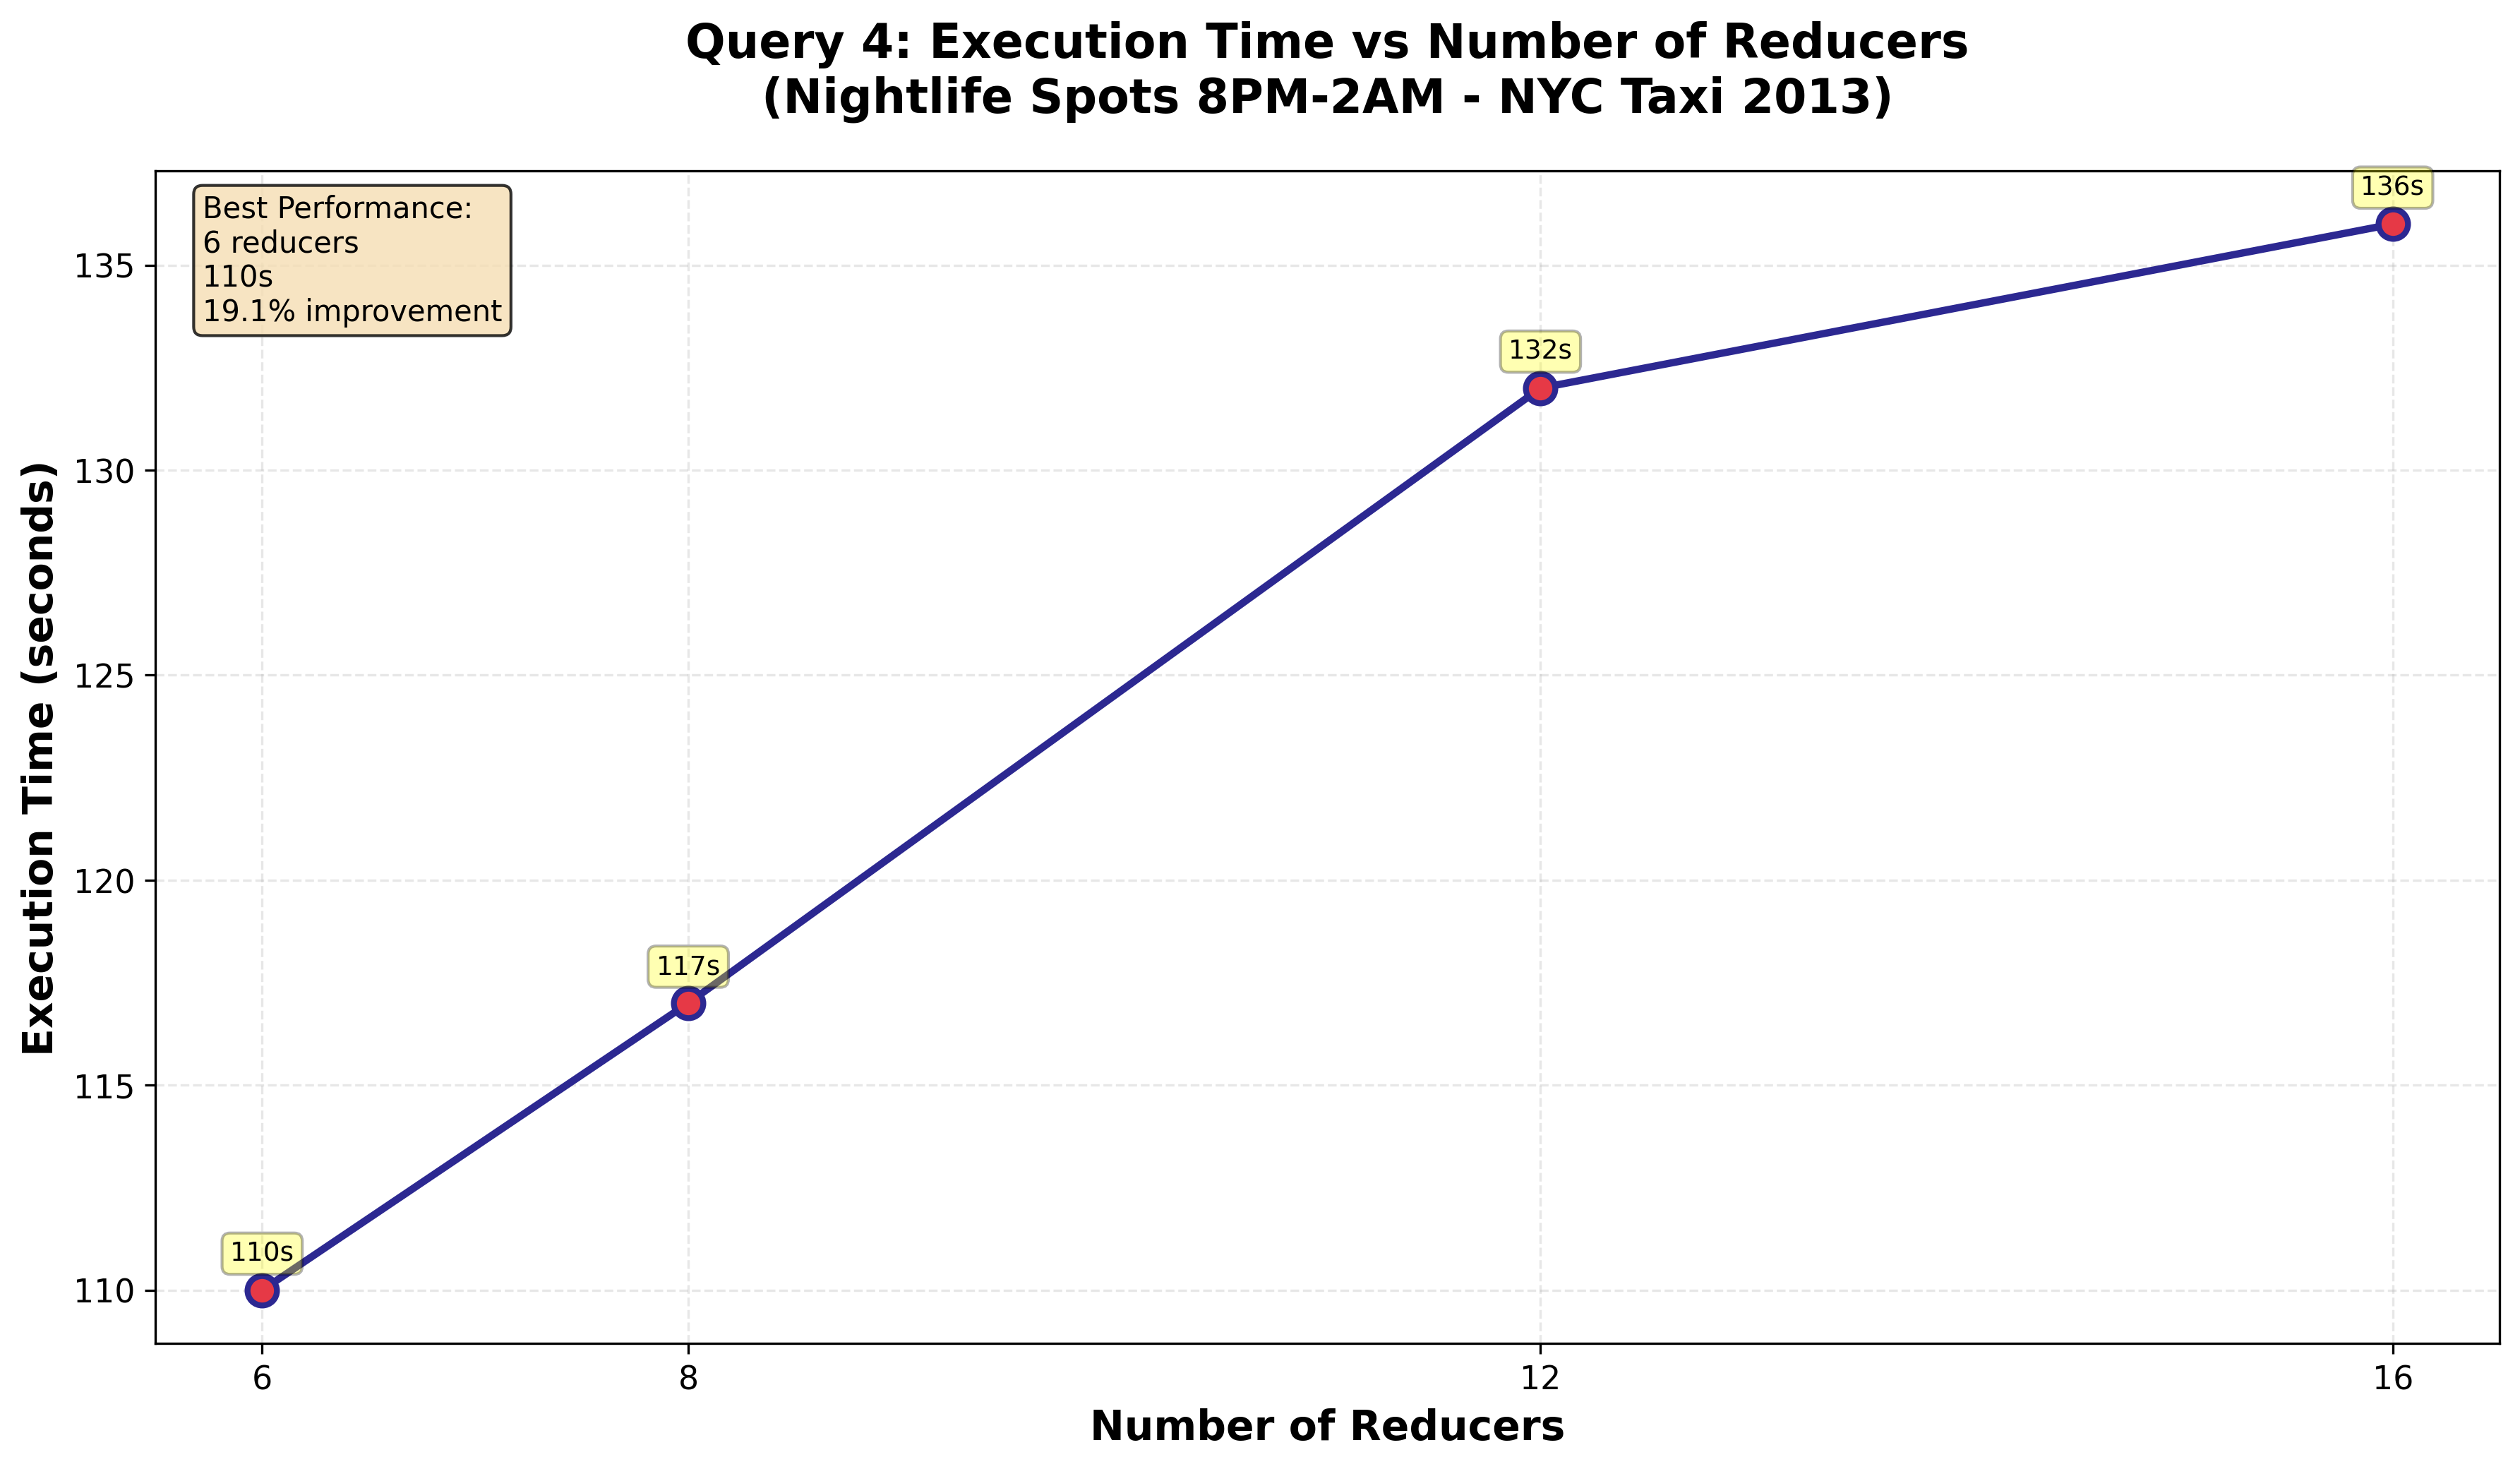 Query 4: Execution Time vs Number of Reducers
(Nightlife Spots 8PM-2AM - NYC Taxi 2013)
Best Performance:
6 reducers
110s
19.1% improvement
136s
132s
117s
110s
Execution Time (seconds)
135
130
125
120
115
110
6
8
12
16
Number of Reducers